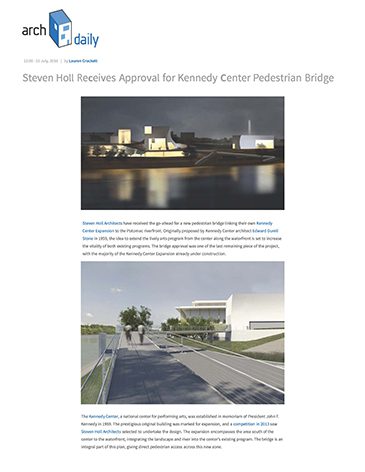 arch
daily
12:00 - 15 July, 2016 | by Lauren Crockett
Steven Holl Receives Approval for Kennedy Center Pedestrian Bridge
Steven Holl Architects have received the go-ahead for a new pedestrian bridge linking their own Kennedy
Center Expansion to the Potomac riverfront. Originally proposed by Kennedy Center architect Edward Durell
Stone in 1959, the idea to extend the lively arts program from the center along the waterfront is set to increase
the vitality of both existing programs. The bridge approval was one of the last remaining piece of the project,
with the majority of the Kennedy Center Expansion already under construction.
The Kennedy Center, a national center for performing arts, was established in memoriam of President John F.
Kennedy in 1959. The prestigious original building was marked for expansion, and a competition in 2013 saw
Steven Holl Architects selected to undertake the design. The expansion encompasses the area south of the
center to the waterfront, integrating the landscape and river into the center's existing program. The bridge is an
integral part of this plan, giving direct pedestrian access across this new zone.